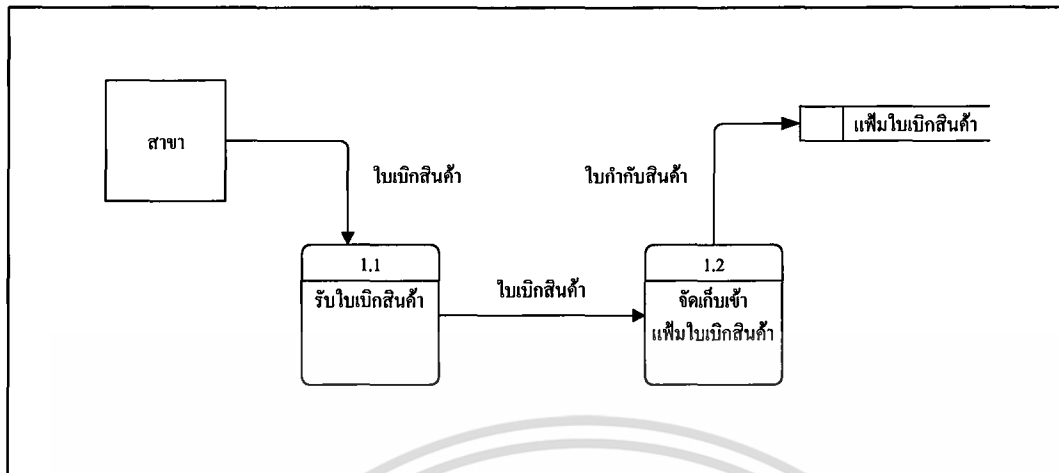 สาขา
แฟ้มใบเบิกสินค้า
ใบเบิกสินค้า
ใบกำกับสินค้า
1.1
รับใบเบิกสินค้า
ใบเบิกสินค้า
1.2
จัดเก็บเข้า
แฟ้มใบเบิกสินค้า